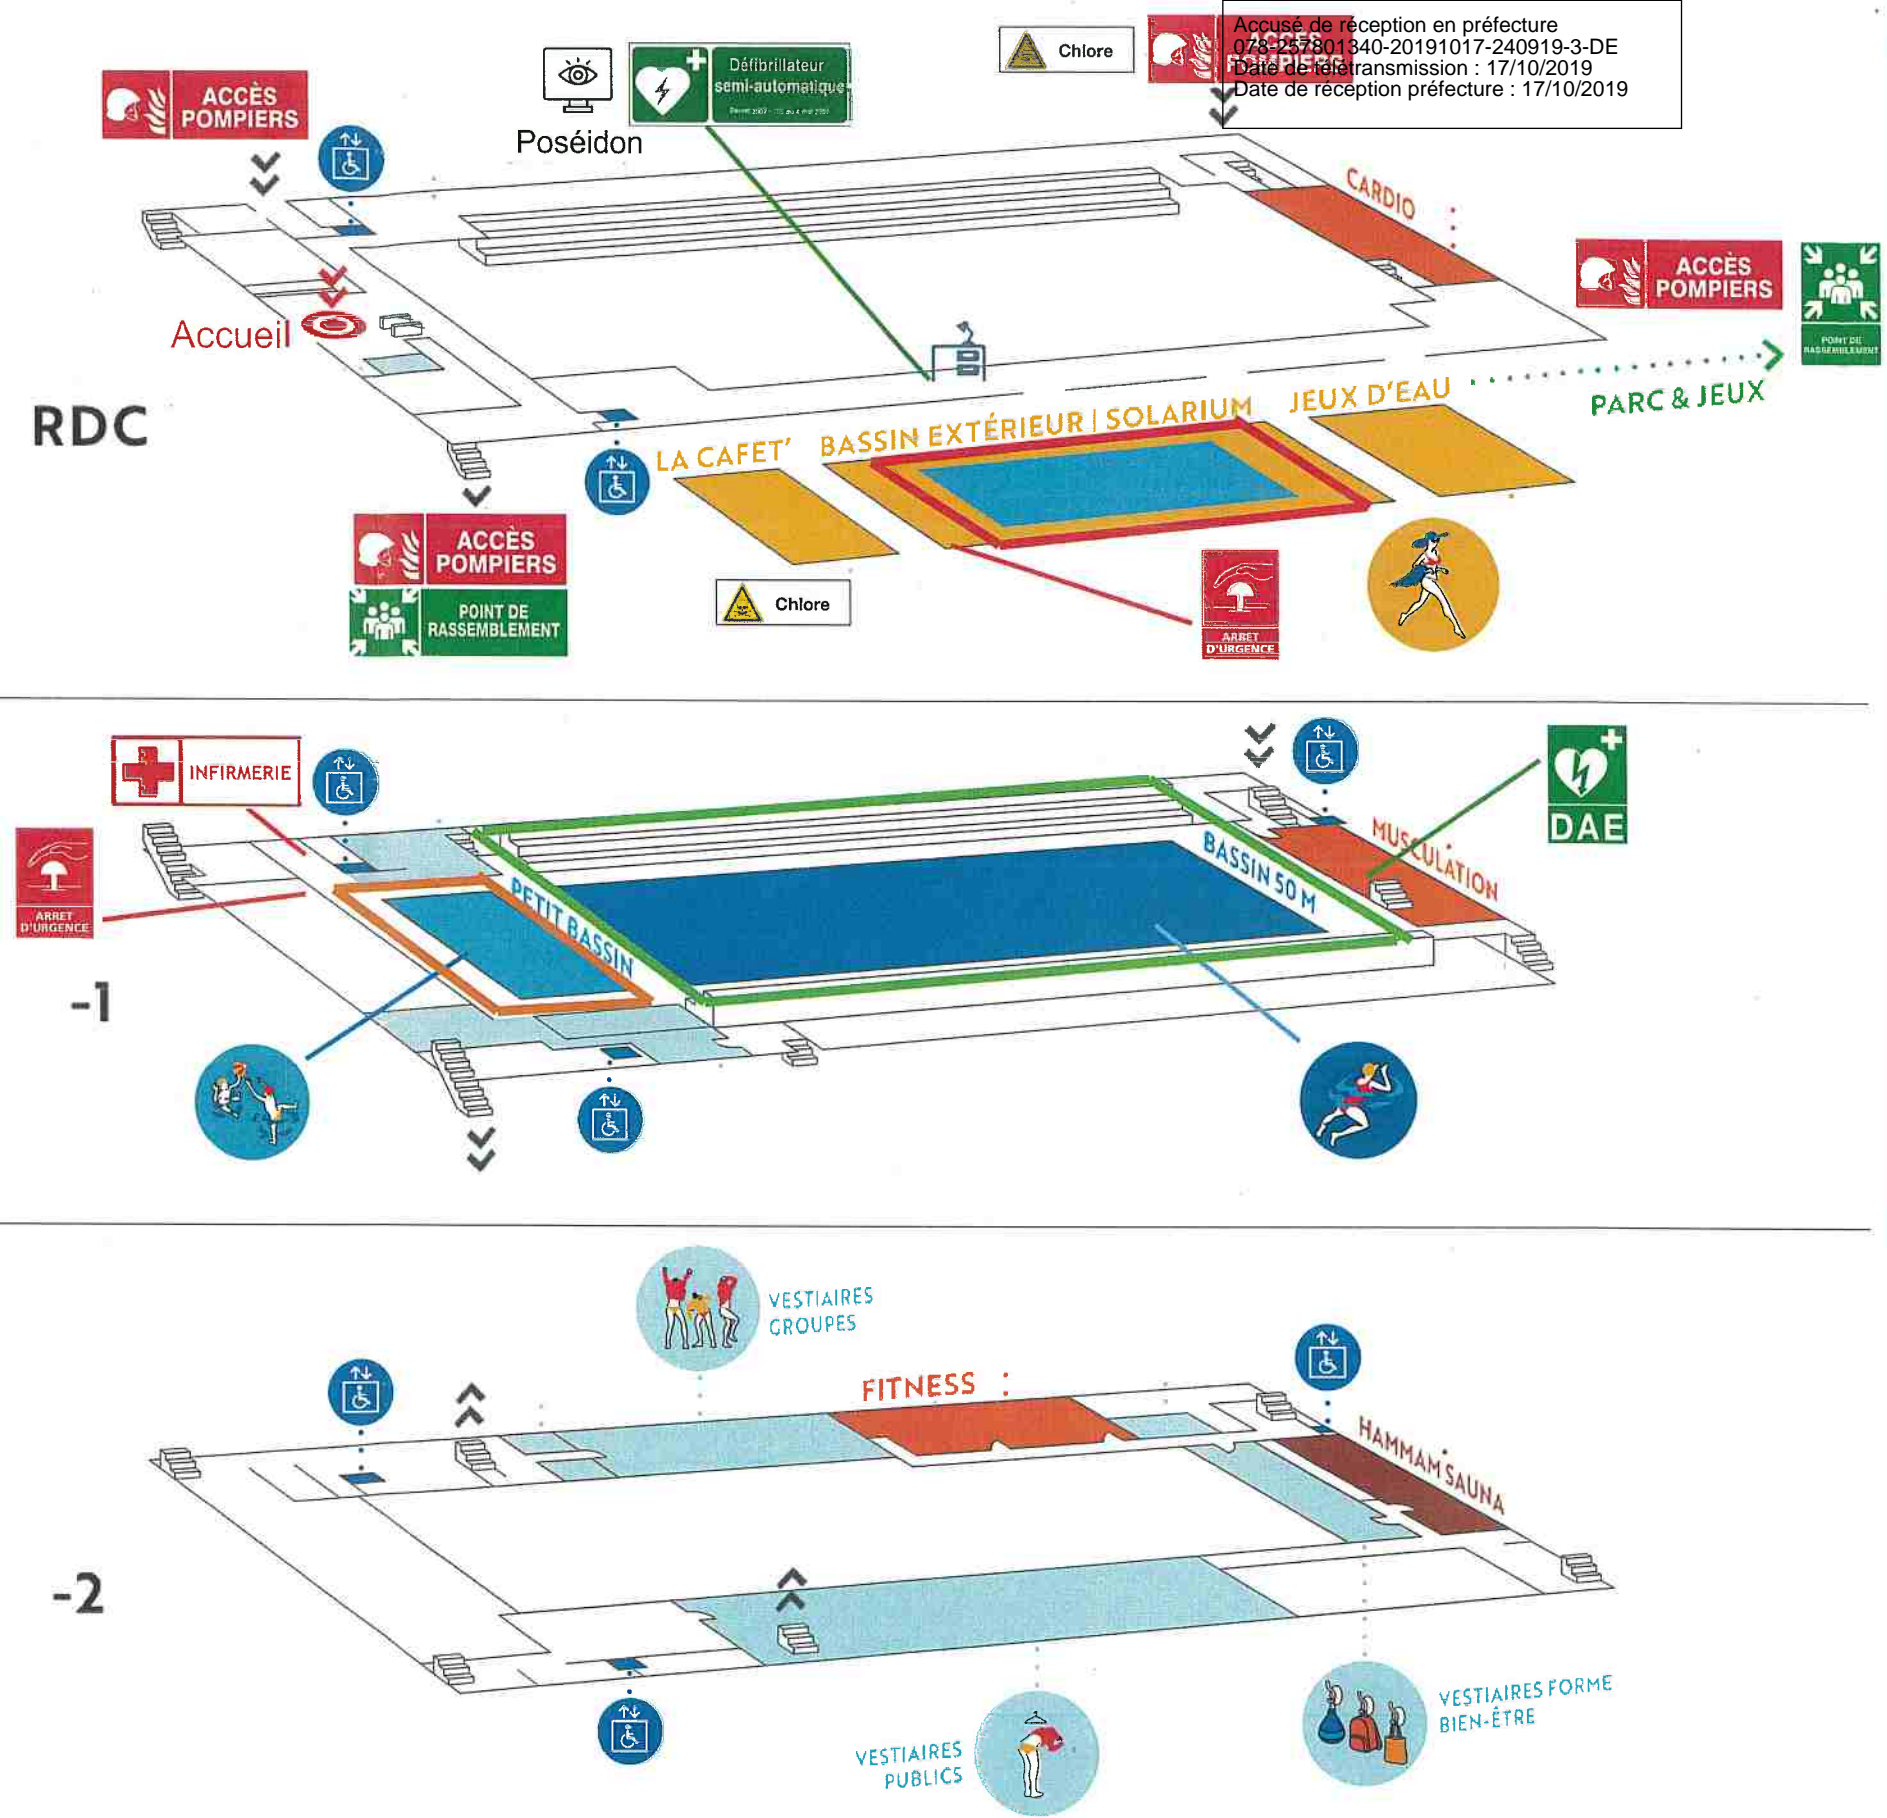 Accusé de réception en préfecture
078-257801340-20191017-240919-3-DE
Date de télétransmission : 17/10/2019
Date de réception préfecture : 17/10/2019
ACCÈS
POMPIERS
Chlore
ACCÈS
POMPIERS
Poséidon
Défibrillateur
semi-automatique
CARDIO
ACCÈS
POMPIERS
POINT DE
RASSEMBLEMENT
Accueil
RDC
LA CAFET'
BASSIN EXTÉRIEUR | SOLARIUM
JEUX D'EAU
PARC & JEUX
ACCÈS
POMPIERS
POINT DE
RASSEMBLEMENT
Chlore
ARRET
D'URGENCE
INFIRMERIE
ARRET
D'URGENCE
DAE
MUSCULATION
BASSIN 50 M
PETIT BASSIN
-1
VESTIAIRES
GROUPES
FITNESS
HAMMAM SAUNA
-2
VESTIAIRES
PUBLICS
VESTIAIRES FORME
BIEN-ÊTRE